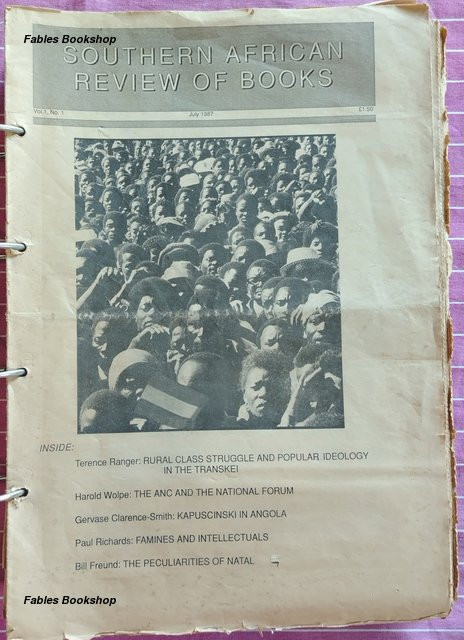 Fables Bookshop
SOUTHERN AFRICAN
REVIEW OF BOOKS
Vol.1, No. 1
July 1987
£1.50
INSIDE:
Terence Ranger: RURAL CLASS STRUGGLE AND POPULAR IDEOLOGY
IN THE TRANSKEI
Harold Wolpe: THE ANC AND THE NATIONAL FORUM
Gervase Clarence-Smith: KAPUSCINSKI IN ANGOLA
Paul Richards: FAMINES AND INTELLECTUALS
Bill Freund: THE PECULIARITIES OF NATAL
Fables Bookshop